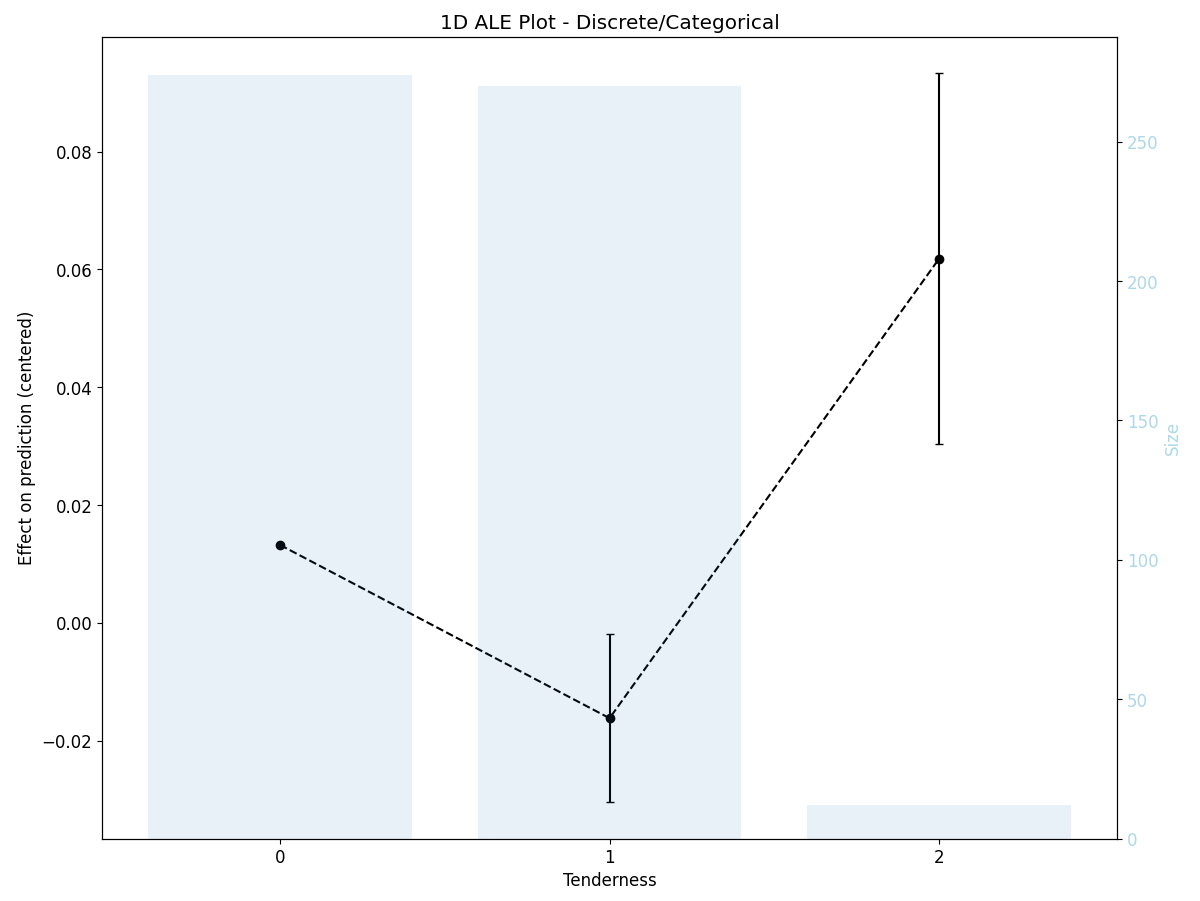 1D ALE Plot - Discrete/Categorical
0.08
0.06
0.04
0.02
0.00
−0.02
Effect on prediction (centered)
250
200
150
100
50
0
Size
0 1 2
Tenderness